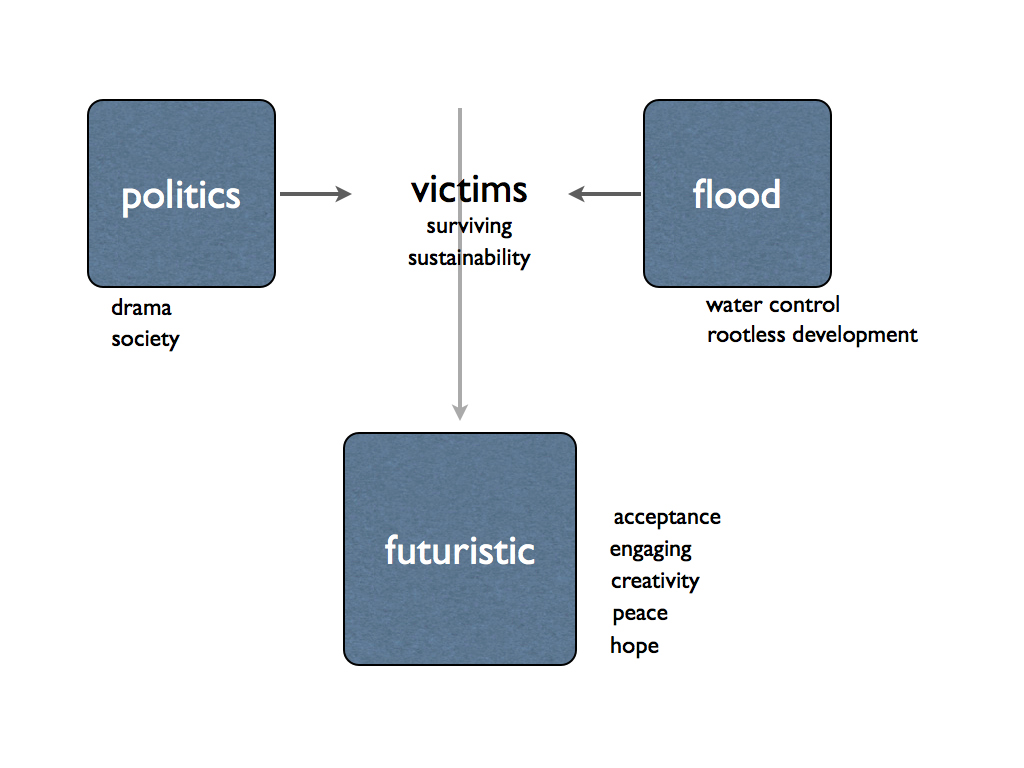 politics
drama
society
victims
surviving
sustainability
flood
water control
rootless development
futuristic
acceptance
engaging
creativity
peace
hope